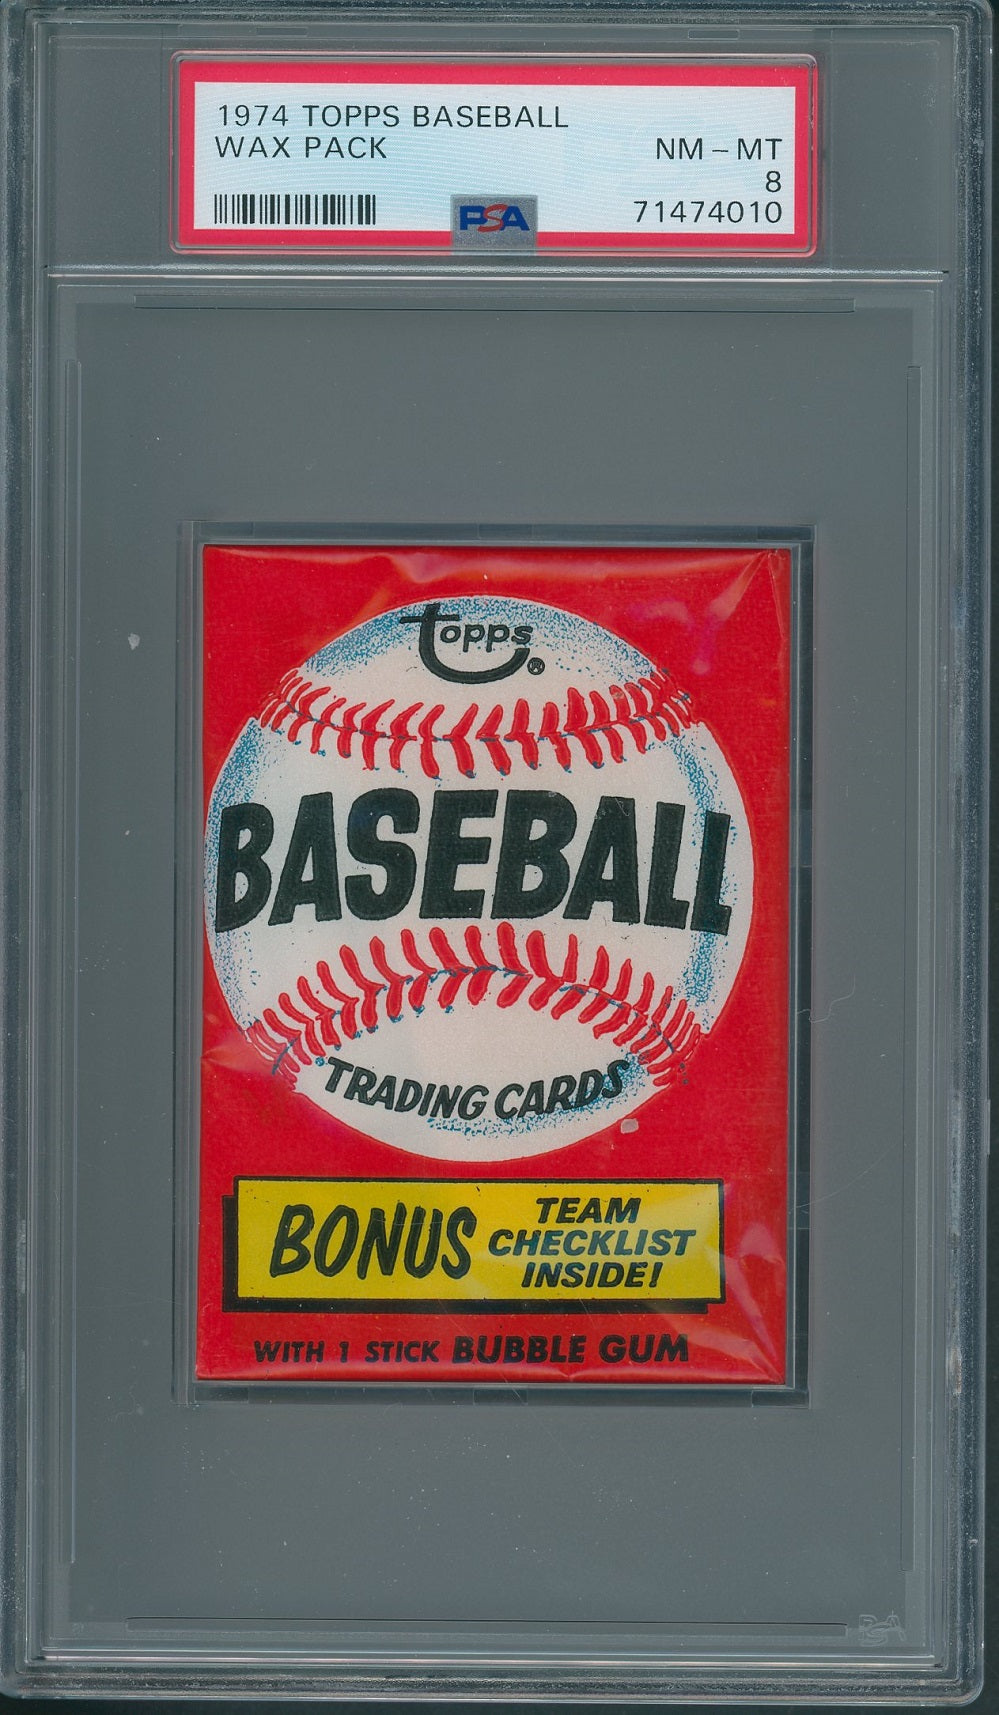 1974 TOPPS BASEBALL
WAX PACK
NM - MT
8
71474010
PSA
Topps®
BASEBALL
TRADING CARDS
BONUS
TEAM
CHECKLIST
INSIDE!
WITH 1 STICK BUBBLE GUM
PSA